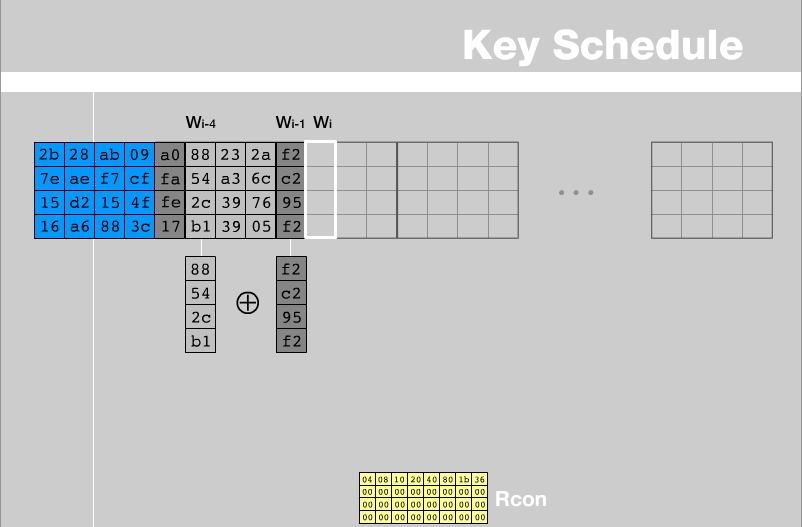 Key Schedule
Wi-4 Wi-1 Wi
2b 28 ab 09 a0 88 23 2a f2
7e ae f7 cf fa 54 a3 6c c2
15 d2 15 4f fe 2c 39 76 95
16 a6 88 3c 17 b1 39 05 f2
...
88 f2
54 c2
2c ⊕ 95
b1 f2
04 08 10 20 40 80 1b 36
00 00 00 00 00 00 00 00
00 00 00 00 00 00 00 00
00 00 00 00 00 00 00 00
Rcon